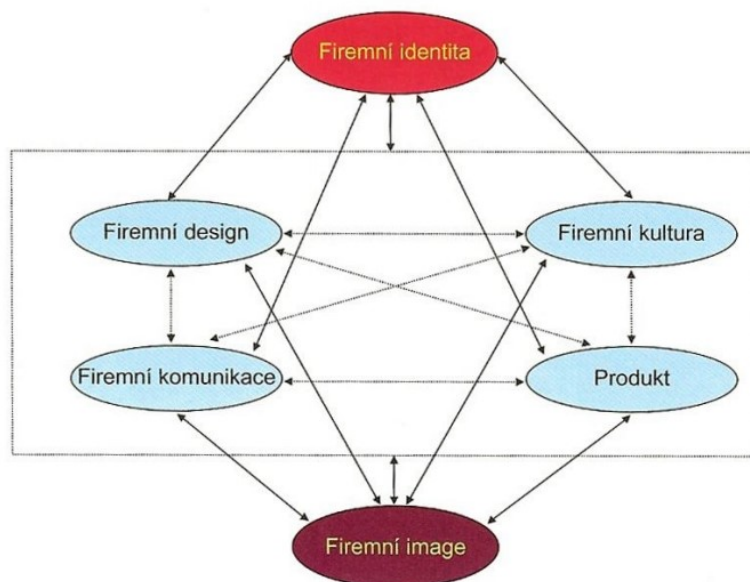 Firemní identita
Firemní design
Firemní kultura
Firemní komunikace
Produkt
Firemní image